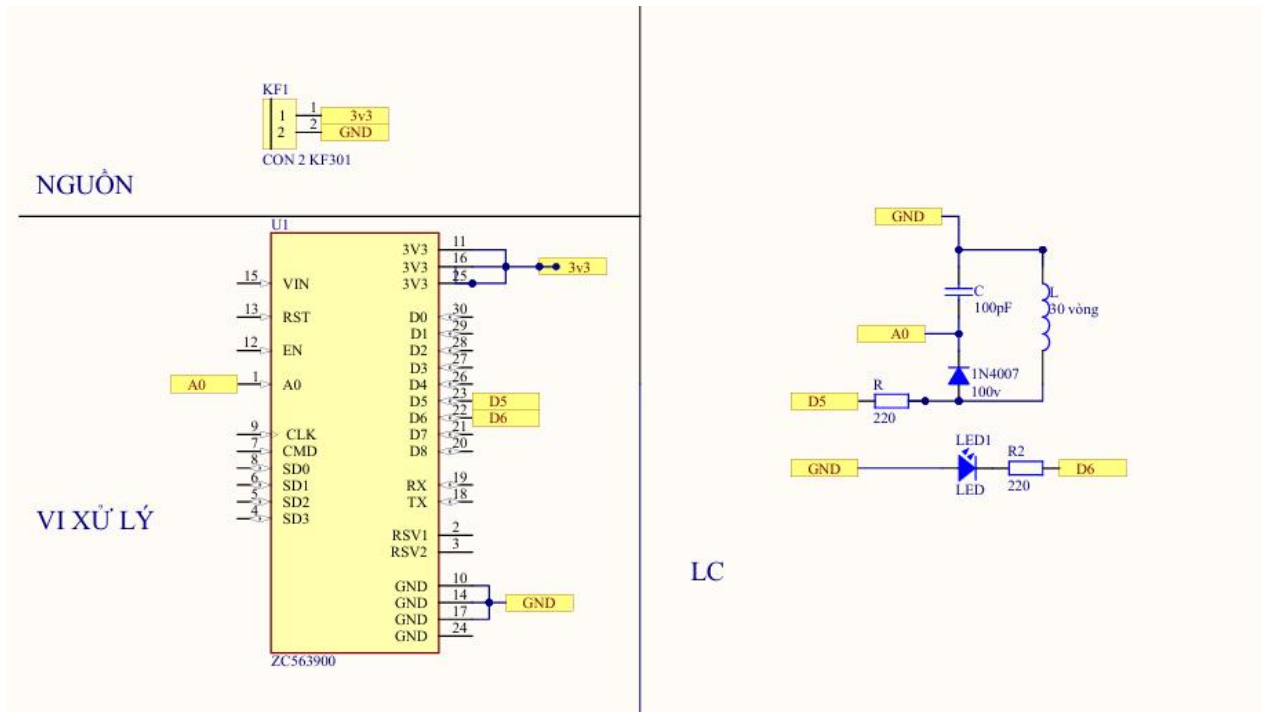 KF1
1 1 3v3
2 2 GND
CON 2 KF301
NGUỒN
U1
3V3 11
3V3 16 3v3
3V3 25
15 VIN
13 RST D0 30
D1 29
12 EN D2 28
D3 27
A0 1 A0 D4 26
D5 23 D5
D6 22 D6
9 CLK D7 21
7 CMD D8 20
8 SD0
6 SD1 RX 19
5 SD2 TX 18
4 SD3
RSV1 2
RSV2 3
GND 10
GND 14 GND
GND 17
GND 24
ZC563900
VI XỬ LÝ
GND
C L
100pF 30 vòng
A0
1N4007
100v
D5 R
220
LED1
GND R2 D6
LED 220
LC